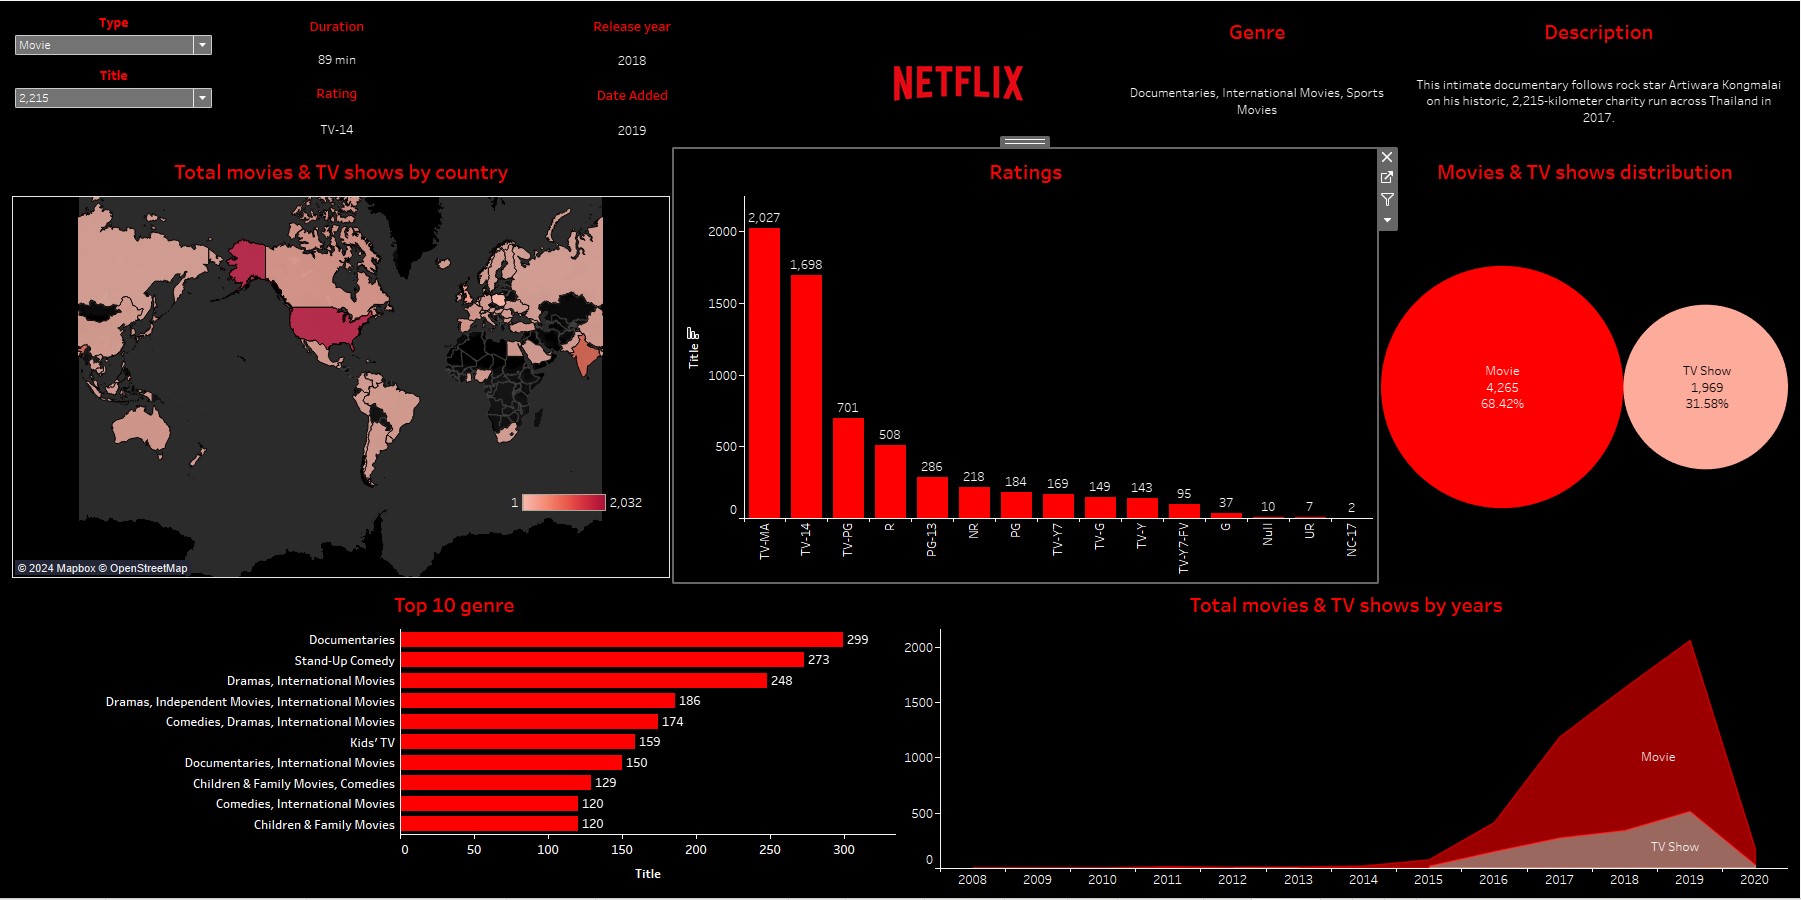 Type
Movie
Title
2,215
Duration
89 min
Rating
TV-14
Release year
2018
Date Added
2019
NETFLIX
Genre
Documentaries, International Movies, Sports
Movies
Description
This intimate documentary follows rock star Artiwara Kongmalai
on his historic, 2,215-kilometer charity run across Thailand in
2017.
Total movies & TV shows by country
1
2,032
© 2024 Mapbox © OpenStreetMap
Ratings
Title
2000
1500
1000
500
0
2,027
1,698
701
508
286
218
184
169
149
143
95
37
10
7
2
TV-MA
TV-14
TV-PG
R
PG-13
NR
PG
TV-Y7
TV-G
TV-Y
TV-Y7-FV
G
Null
UR
NC-17
Movies & TV shows distribution
Movie
4,265
68.42%
TV Show
1,969
31.58%
Top 10 genre
Documentaries 299
Stand-Up Comedy 273
Dramas, International Movies 248
Dramas, Independent Movies, International Movies 186
Comedies, Dramas, International Movies 174
Kids' TV 159
Documentaries, International Movies 150
Children & Family Movies, Comedies 129
Comedies, International Movies 120
Children & Family Movies 120
0 50 100 150 200 250 300
Title
Total movies & TV shows by years
2000
1500
1000
500
0
Movie
TV Show
2008 2009 2010 2011 2012 2013 2014 2015 2016 2017 2018 2019 2020